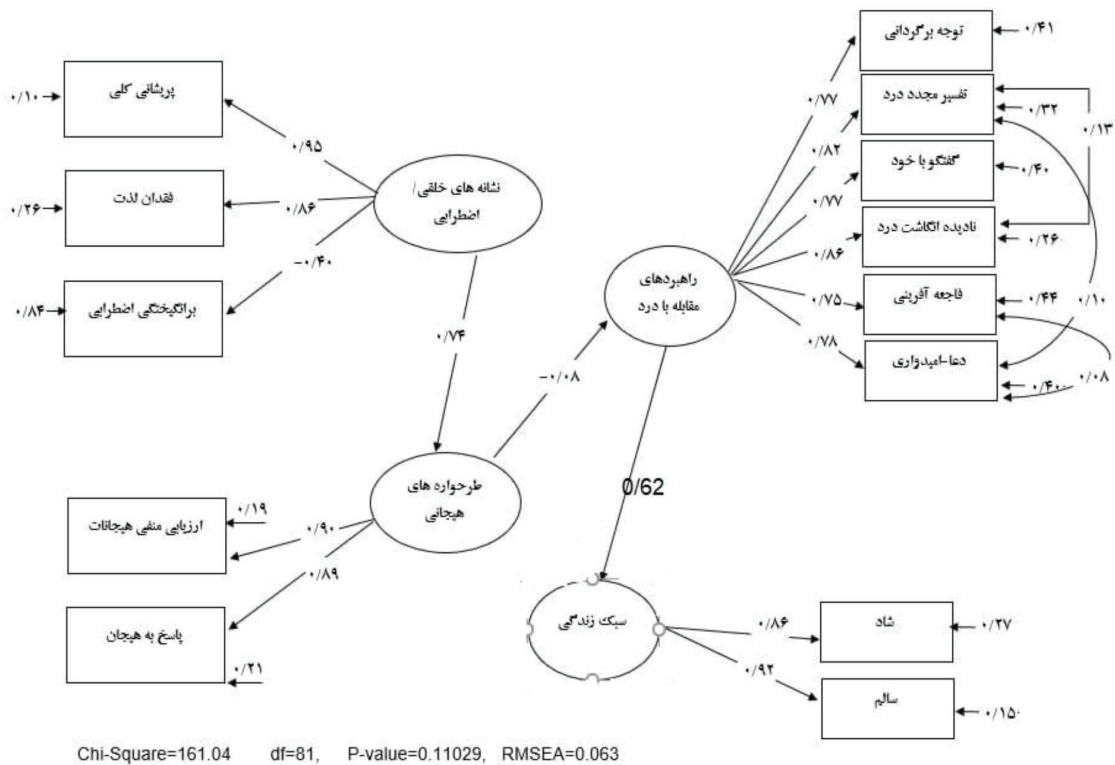 توجه برگردانی
۰/۴۱
۰/۷۷
پریشانی کلی
۰/۱۰
۰/۹۵
تفسیر مجدد درد
۰/۳۲
۰/۱۳
۰/۸۲
گفتگو با خود
۰/۴۰
۰/۷۷
نشانه های خلقی/
اضطرابی
فقدان لذت
۰/۲۶
۰/۸۶
نادیده انگاشت درد
۰/۲۶
۰/۸۶
راهبردهای
مقابله با درد
برانگیختگی اضطرابی
۰/۸۴
−۰/۴۰
فاجعه آفرینی
۰/۴۴
۰/۷۵
۰/۱۰
دعا-امیدواری
۰/۴۰
۰/۷۸
۰/۰۸
۰/۷۴
−۰/۰۸
طرحواره های
هیجانی
0/62
ارزیابی منفی هیجانات
۰/۱۹
۰/۹۰
۰/۸۹
پاسخ به هیجان
۰/۲۱
سبک زندگی
شاد
۰/۲۷
۰/۸۶
۰/۹۲
سالم
۰/۱۵
Chi-Square=161.04 df=81, P-value=0.11029, RMSEA=0.063